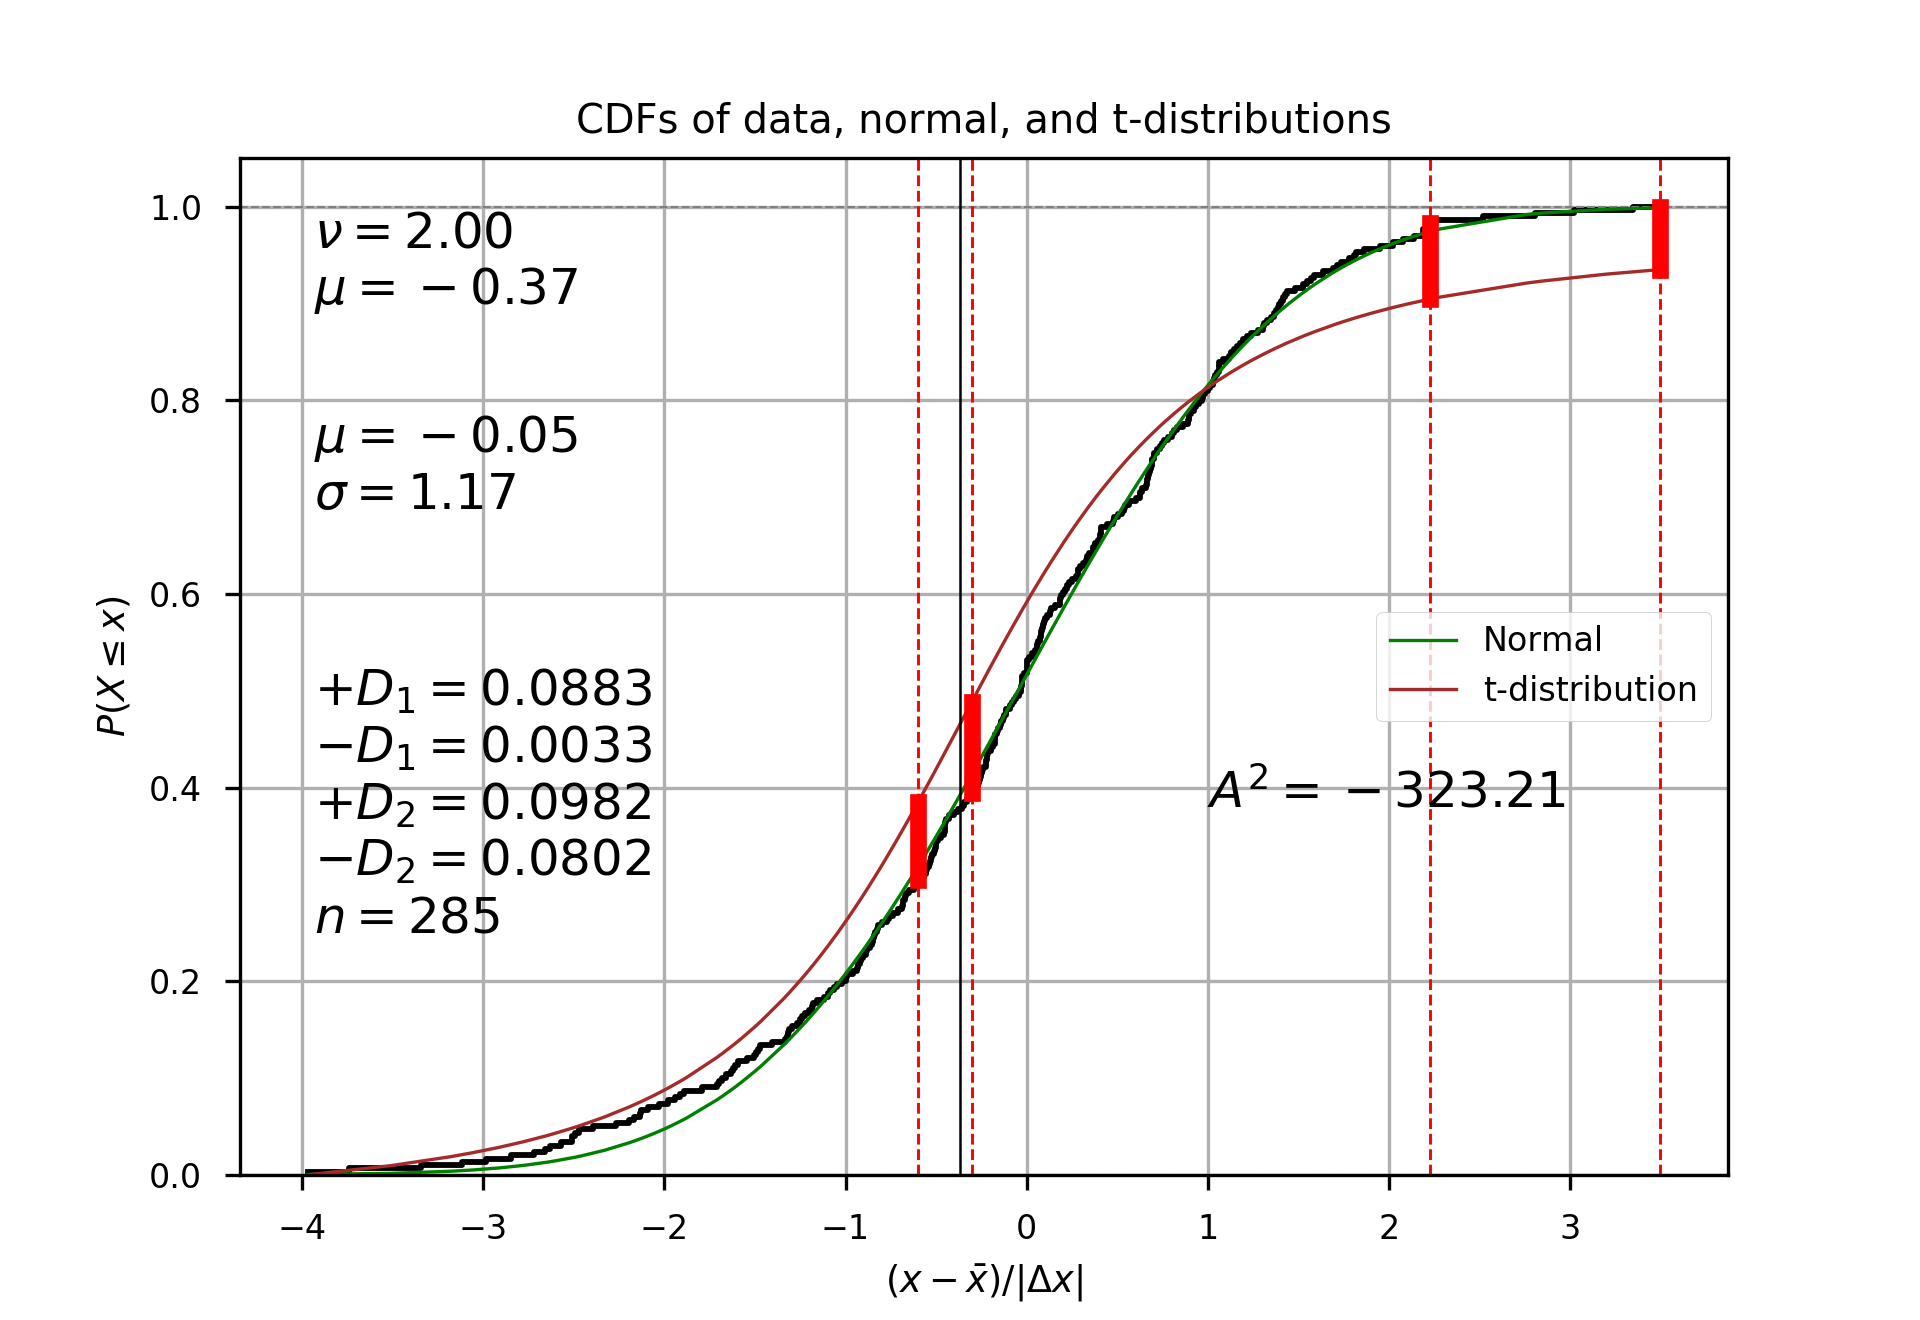 CDFs of data, normal, and t-distributions
1.0
0.8
0.6
0.4
0.2
0.0
P(X ≤ x)
ν = 2.00
μ = −0.37
μ = −0.05
σ = 1.17
+D₁ = 0.0883
−D₁ = 0.0033
+D₂ = 0.0982
−D₂ = 0.0802
n = 285
Normal
t-distribution
A² = −323.21
−4 −3 −2 −1 0 1 2 3
(x − x̄)/|Δx|